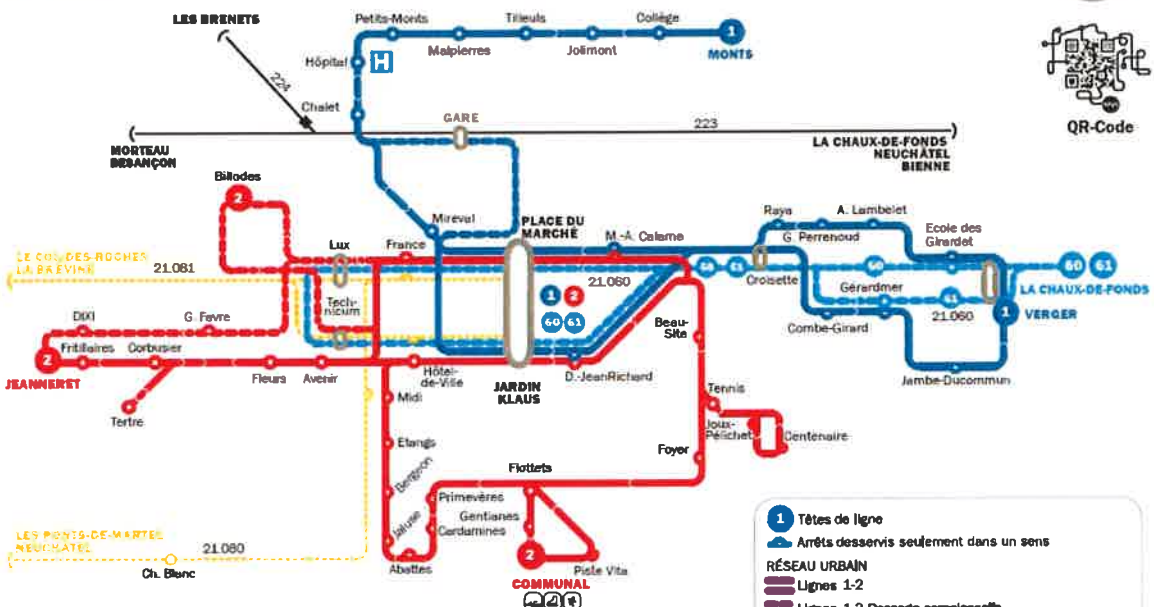 LES BRENETS
Petits-Monts
Tilleuls
Collège
1
Malpierres
Jolimont
MONTS
Hôpital
H
224
Chalet
GARE
223
QR-Code
MORTEAU
BESANÇON
LA CHAUX-DE-FONDS
NEUCHÂTEL
BIENNE
Billodes
2
Mireval
PLACE DU
MARCHÉ
Raya
A. Lambelet
Lux
France
M.-A. Calame
G. Perrenoud
Ecole des
Girardet
LE COL-DES-ROCHES
LA BRÉVINE
21.081
60
61
Croisette
60
60
61
LA CHAUX-DE-FONDS
21.060
Tech-
nicum
1
2
60
61
Gérardmer
61
21.060
1
VERGER
DIXI
G. Favre
Beau-
Site
Combe-Girard
2
Fritillaires
Corbusier
JEANNERET
Fleurs
Avenir
Hôtel-
de-Ville
JARDIN
KLAUS
D.-JeanRichard
Jambe-Ducommun
Tertre
Midi
Tennis
Joux-
Pélichet
Centenaire
Etangs
Foyer
Bergeon
Flottets
Primevères
Jaluse
Gentianes
Cardamines
LES PONTS-DE-MARTEL
NEUCHÂTEL
21.080
Ch. Blanc
Abattes
2
Piste Vita
COMMUNAL
1 Têtes de ligne
Arrêts desservis seulement dans un sens
RÉSEAU URBAIN
Lignes 1-2
Lignes 1-2